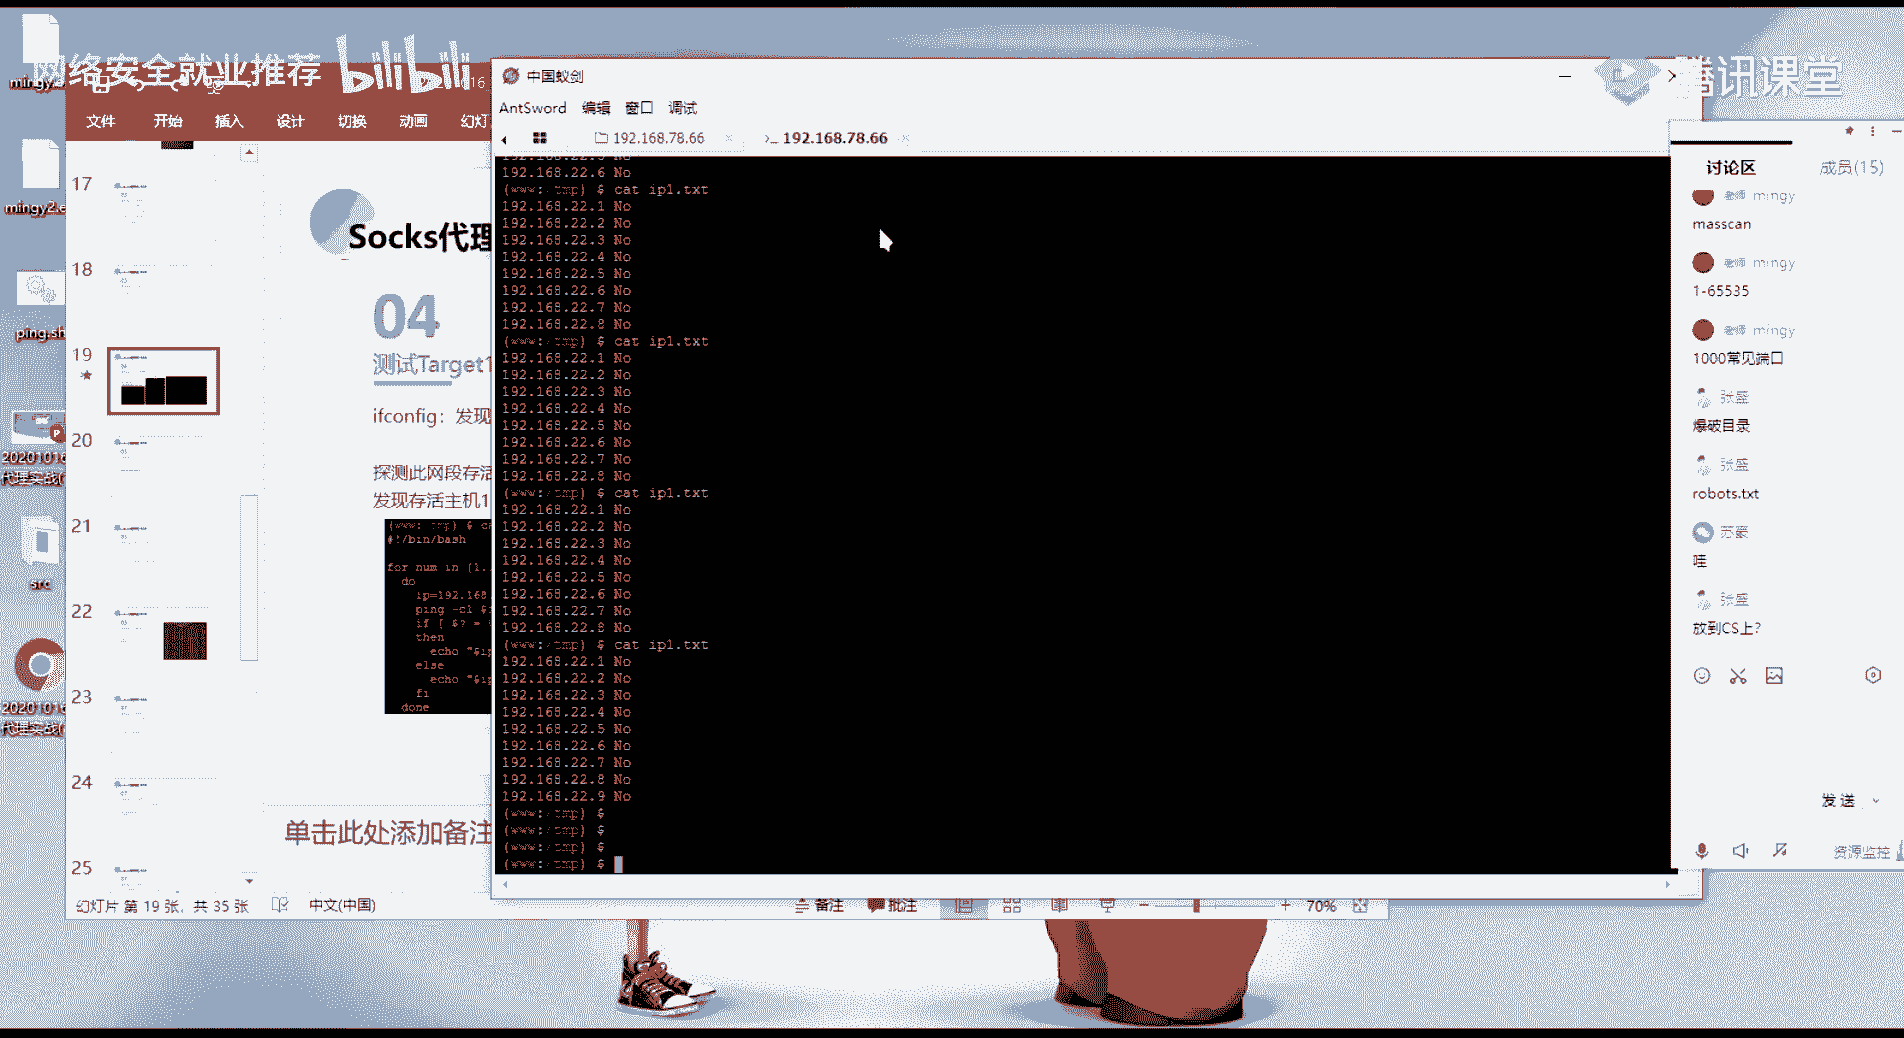 网络安全就业推荐 bilibili
腾讯课堂
mingy
mingy2.e
ping.sh
代理实战(
src
代理实战(
文件 开始 插入 设计 切换 动画 幻灯
17
18
19
20
21
22
23
24
25
Socks代理
04
测试Target1
ifconfig：发现
探测此网段存活
发现存活主机1
#!/bin/bash
for num in {1..
do
ip=192.168
ping -c1 $i
if [ $? =
then
echo "$ip
else
echo "$ip
fi
done
单击此处添加备注
幻灯片 第 19 张，共 35 张 中文(中国)
备注 批注 70%
中国蚁剑
AntSword 编辑 窗口 调试
192.168.78.66 192.168.78.66
192.168.22.6 No
(www:/tmp) $ cat ip1.txt
192.168.22.1 No
192.168.22.2 No
192.168.22.3 No
192.168.22.4 No
192.168.22.5 No
192.168.22.6 No
192.168.22.7 No
192.168.22.8 No
(www:/tmp) $ cat ip1.txt
192.168.22.1 No
192.168.22.2 No
192.168.22.3 No
192.168.22.4 No
192.168.22.5 No
192.168.22.6 No
192.168.22.7 No
192.168.22.8 No
(www:/tmp) $ cat ip1.txt
192.168.22.1 No
192.168.22.2 No
192.168.22.3 No
192.168.22.4 No
192.168.22.5 No
192.168.22.6 No
192.168.22.7 No
192.168.22.8 No
(www:/tmp) $ cat ip1.txt
192.168.22.1 No
192.168.22.2 No
192.168.22.3 No
192.168.22.4 No
192.168.22.5 No
192.168.22.6 No
192.168.22.7 No
192.168.22.8 No
192.168.22.9 No
(www:/tmp) $
(www:/tmp) $
(www:/tmp) $
(www:/tmp) $
讨论区 成员(15)
老师 mingy
masscan
老师 mingy
1-65535
老师 mingy
1000常见端口
张盛
爆破目录
张盛
robots.txt
哇
张盛
放到CS上?
发送
资源监控